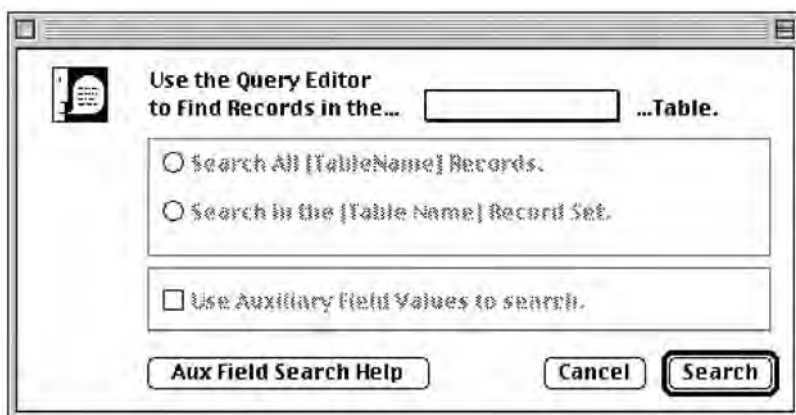 Use the Query Editor
to Find Records in the... ...Table.
Search All [TableName] Records.
Search in the [Table Name] Record Set.
Use Auxiliary Field Values to search.
Aux Field Search Help Cancel Search